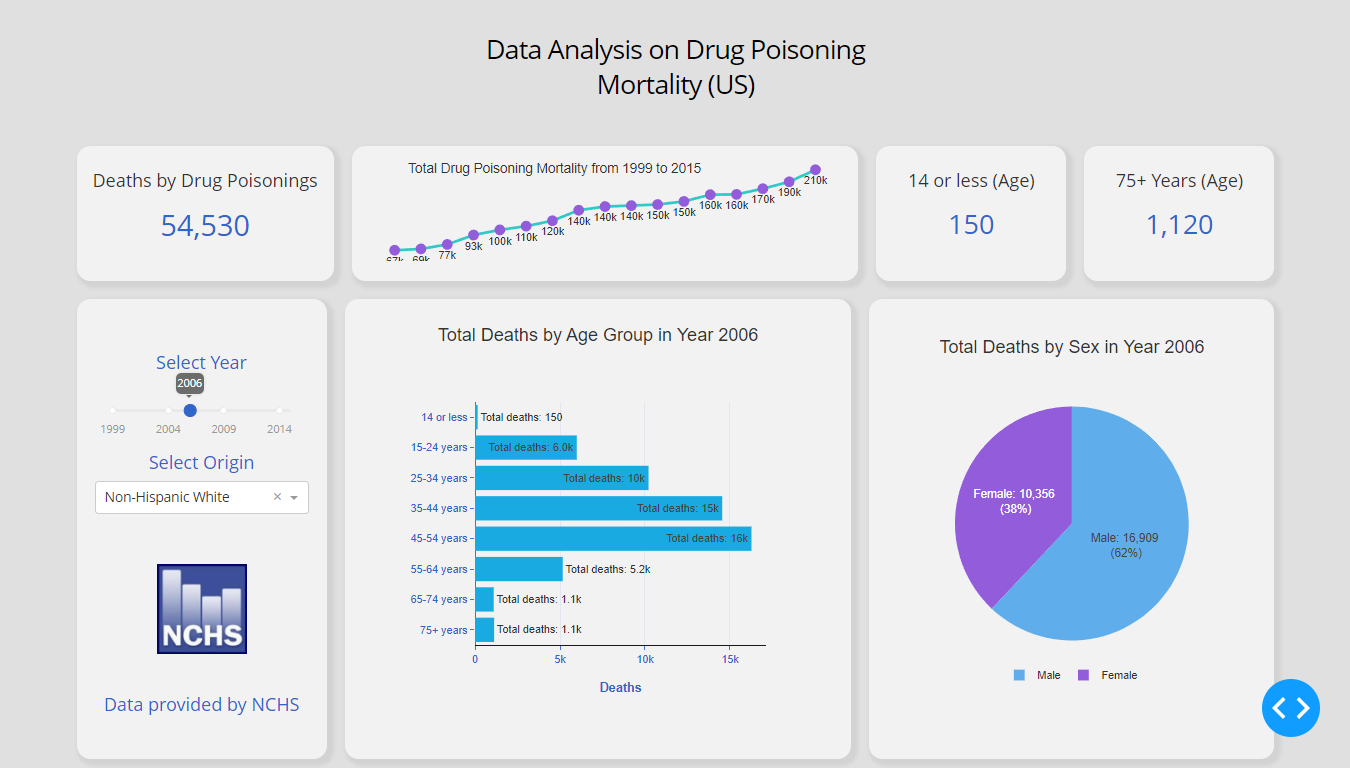 Data Analysis on Drug Poisoning
Mortality (US)
Deaths by Drug Poisonings
54,530
Total Drug Poisoning Mortality from 1999 to 2015
67k
69k
77k
93k
100k
110k
120k
140k
140k
140k
150k
150k
160k
160k
170k
190k
210k
14 or less (Age)
150
75+ Years (Age)
1,120
Select Year
2006
1999 2004 2009 2014
Select Origin
Non-Hispanic White × 
NCHS
Data provided by NCHS
Total Deaths by Age Group in Year 2006
14 or less Total deaths: 150
15-24 years Total deaths: 6.0k
25-34 years Total deaths: 10k
35-44 years Total deaths: 15k
45-54 years Total deaths: 16k
55-64 years Total deaths: 5.2k
65-74 years Total deaths: 1.1k
75+ years Total deaths: 1.1k
0 5k 10k 15k
Deaths
Total Deaths by Sex in Year 2006
Female: 10,356
(38%)
Male: 16,909
(62%)
Male Female